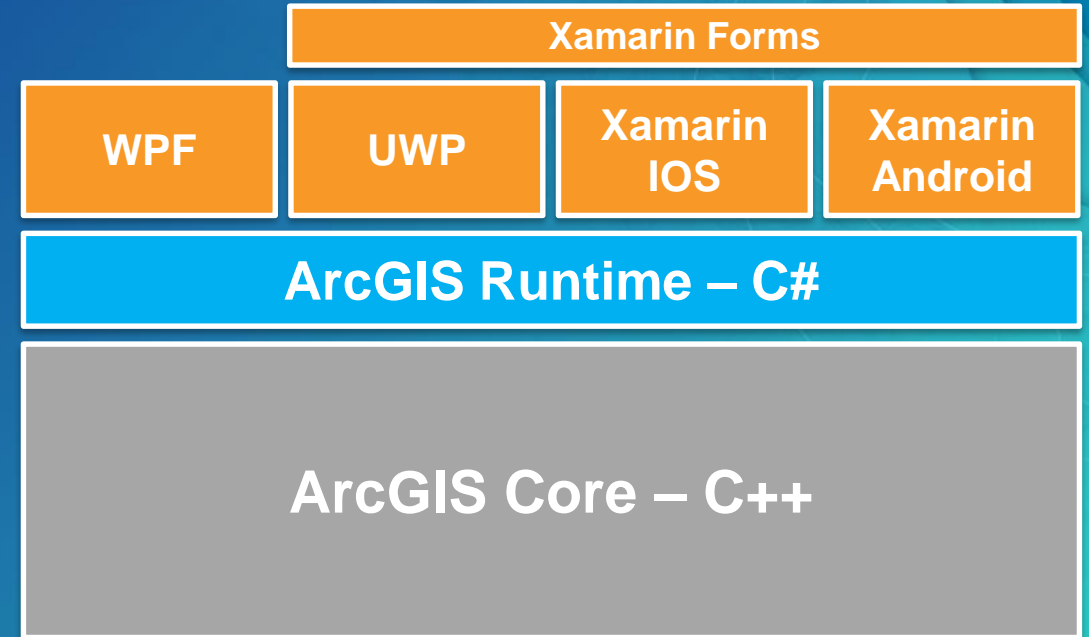 Xamarin Forms
WPF
UWP
Xamarin
IOS
Xamarin
Android
ArcGIS Runtime – C#
ArcGIS Core – C++